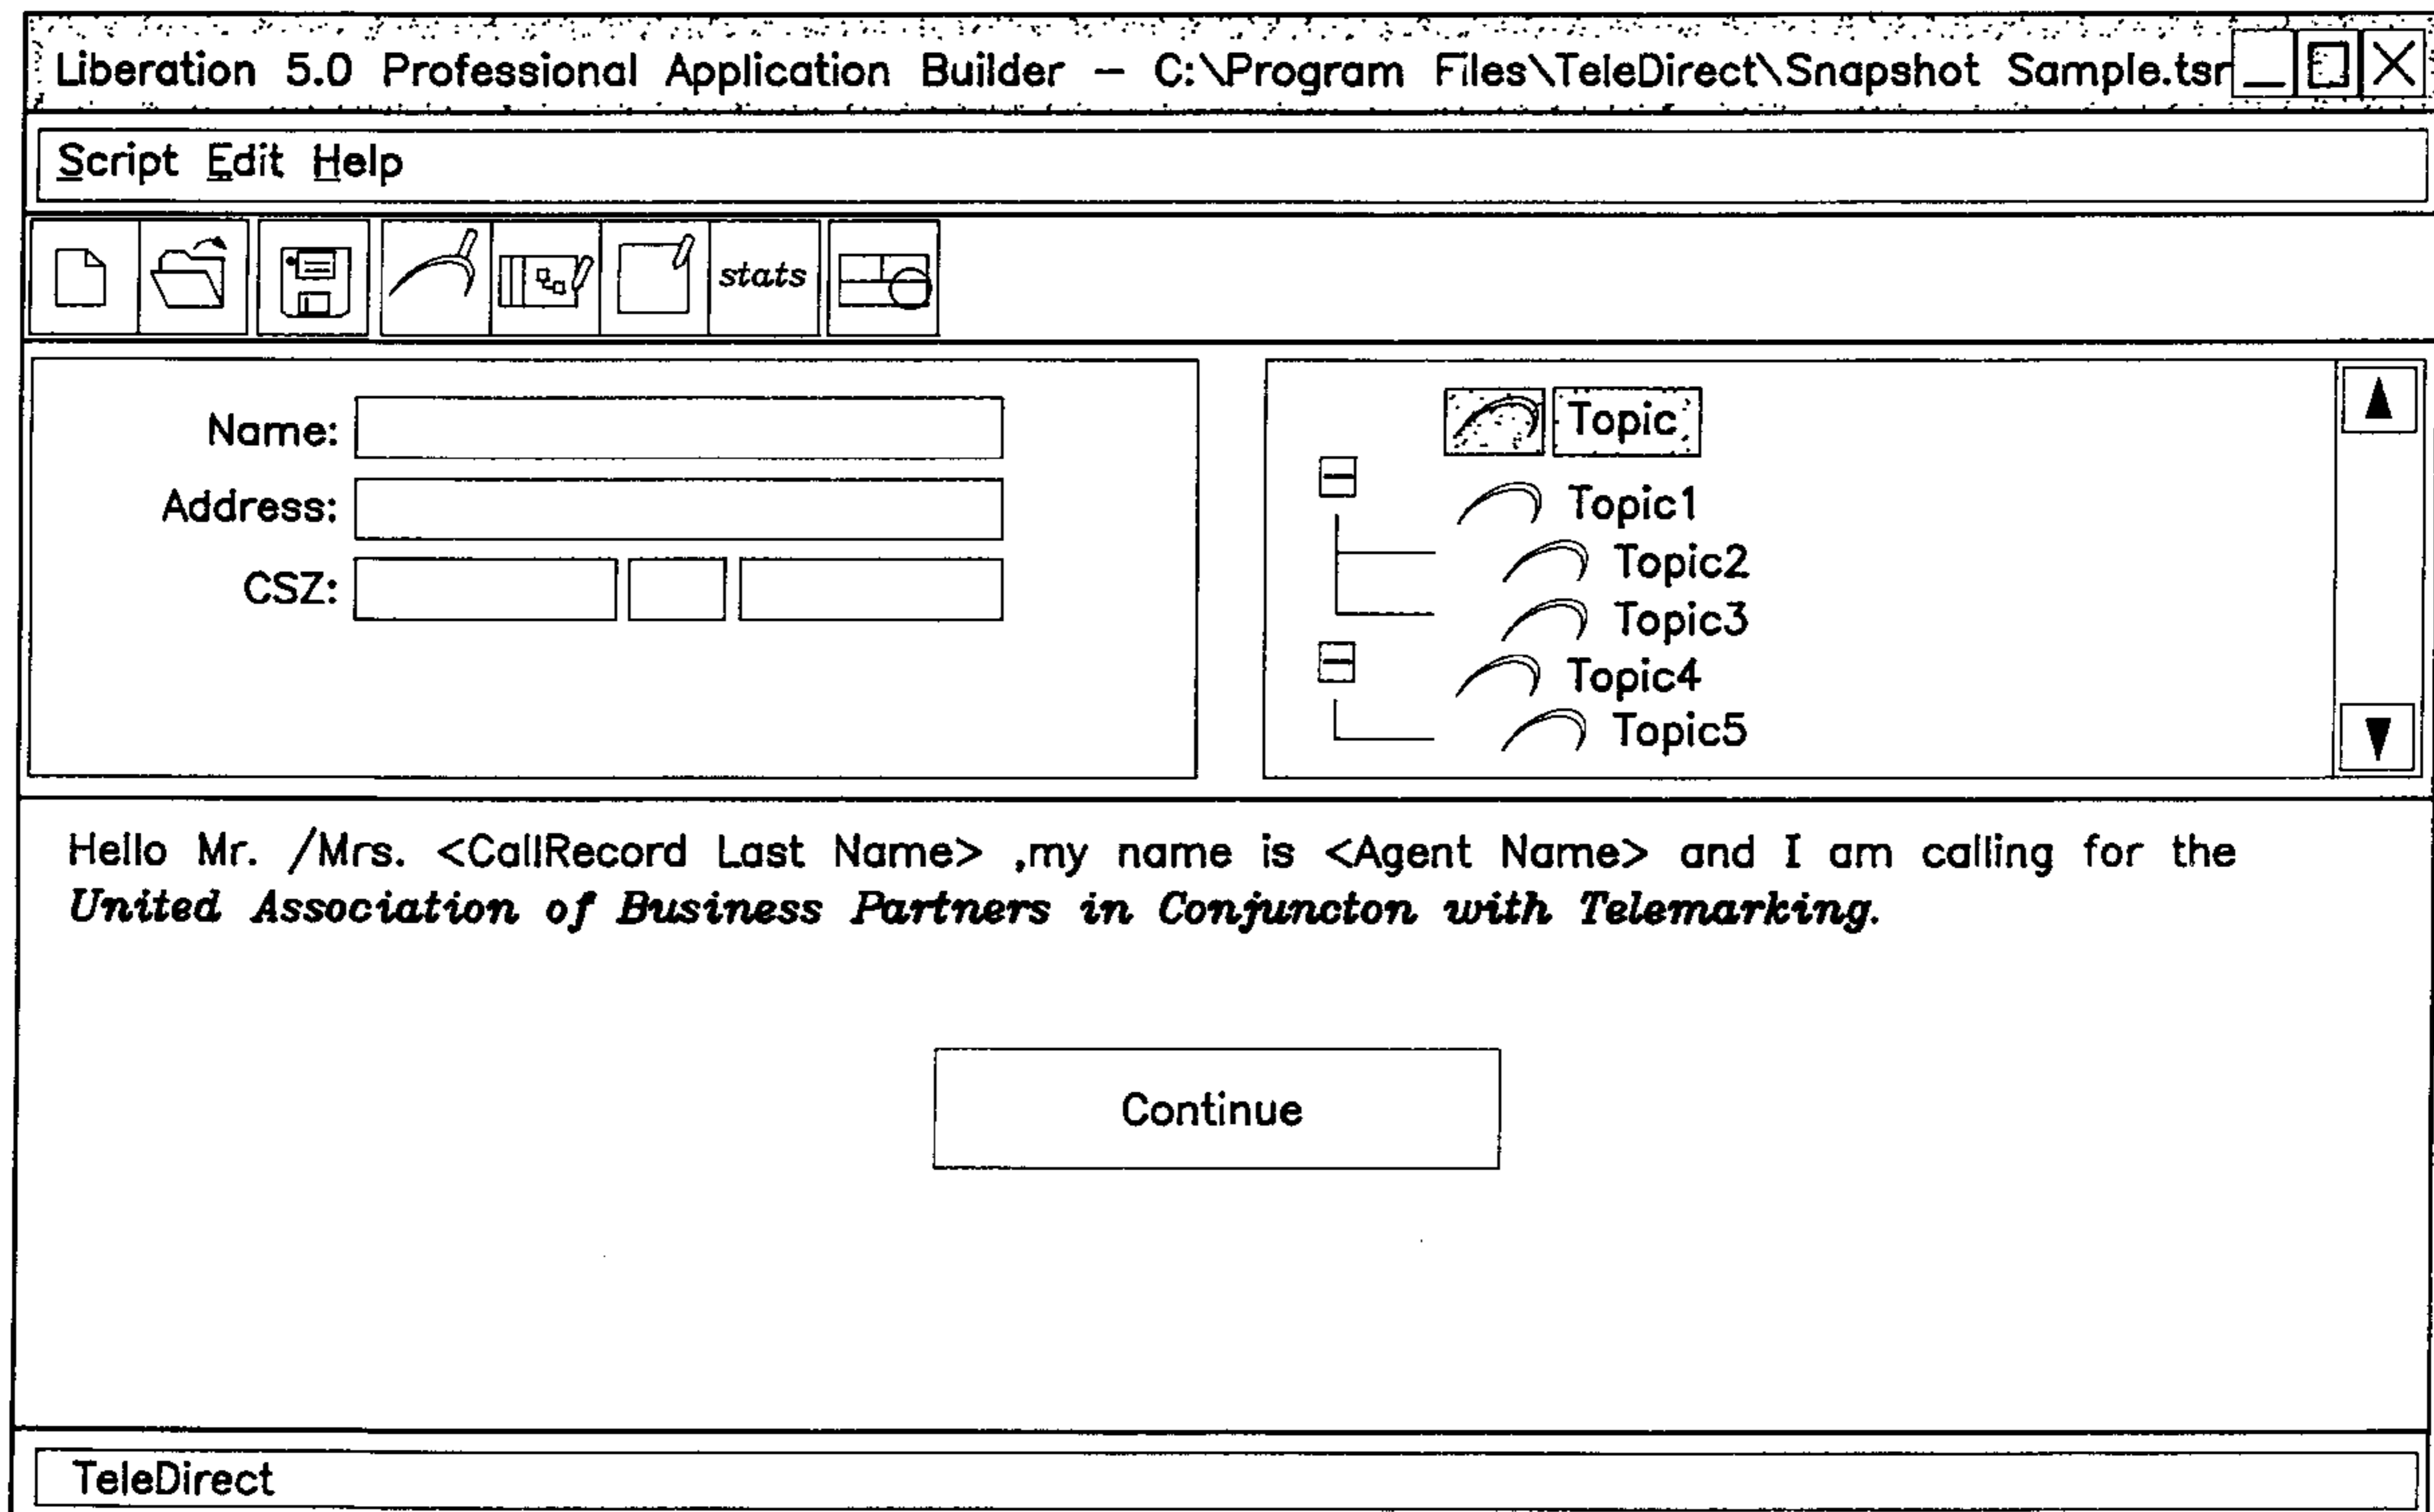 Liberation 5.0 Professional Application Builder – C:\Program Files\TeleDirect\Snapshot Sample.tsr
Script Edit Help
stats
Name:
Address:
CSZ:
Topic
Topic1
Topic2
Topic3
Topic4
Topic5
Hello Mr. /Mrs. <CallRecord Last Name> ,my name is <Agent Name> and I am calling for the
United Association of Business Partners in Conjuncton with Telemarking.
Continue
TeleDirect